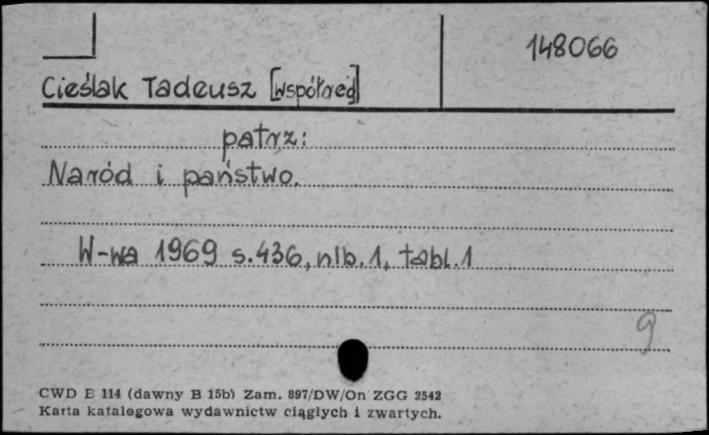 148066
Cieślak Tadeusz [współred]
patrz:
Naród i państwo.
W-wa 1969 s.436, nlb.1, tabl.1
g
CWD B 114 (dawny B 15b) Zam. 897/DW/On ZGG 2542
Karta katalogowa wydawnictw ciągłych i zwartych.